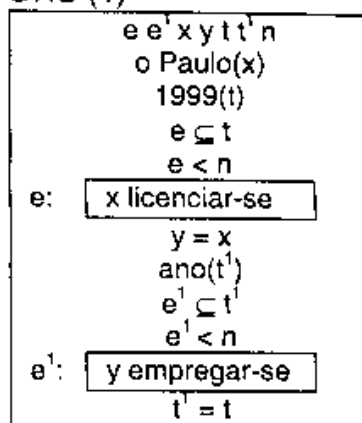 e e¹ x y t t¹ n
o Paulo(x)
1999(t)
e ⊆ t
e < n
e: x licenciar-se
y = x
ano(t¹)
e¹ ⊆ t¹
e¹ < n
e¹: y empregar-se
t¹ = t